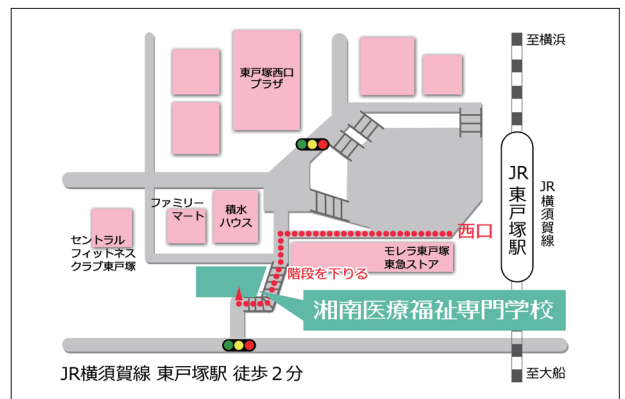 至横浜
東戸塚西口
プラザ
JR東戸塚駅
JR横須賀線
ファミリー
マート
積水
ハウス
西口
セントラル
フィットネス
クラブ東戸塚
モレラ東戸塚
東急ストア
階段を下りる
湘南医療福祉専門学校
JR横須賀線 東戸塚駅 徒歩2分
至大船